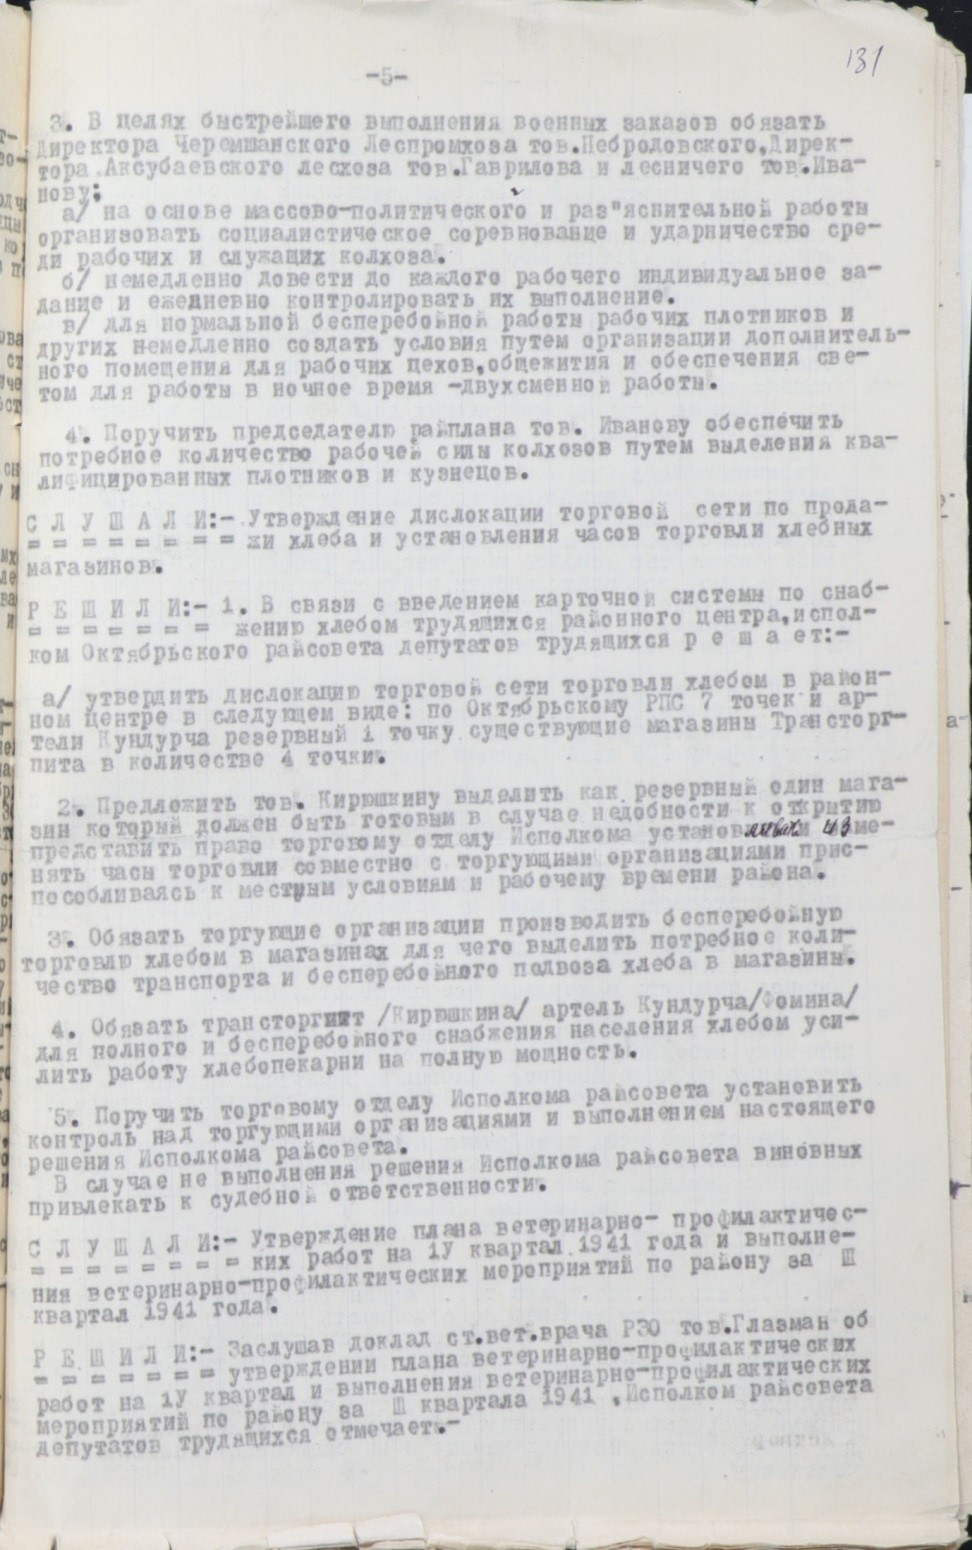 131
-5-
3. В целях быстрейшего выполнения военных заказов обязать
Директора Черемшанского Леспромхоза тов.Небродовского,Дирек-
тора Аксубаевского лесхоза тов.Гаврилова и лесничего тов.Ива-
нову:
а/ на основе массово-политического и раз"яснительной работы
организовать социалистическое соревнование и ударничество сре-
ди рабочих и служащих колхоза.
б/ немедленно довести до каждого рабочего индивидуальное за-
дание и ежедневно контролировать их выполнение.
в/ для нормальной бесперебойной работы рабочих плотников и
других немедленно создать условия путем организации дополнитель-
ного помещения для рабочих цехов,общежития и обеспечения све-
том для работы в ночное время -двухсменной работы.
4. Поручить председателю райплана тов. Иванову обеспечить
потребное количество рабочей силы колхозов путем выделения ква-
лифицированных плотников и кузнецов.
С Л У Ш А Л И:- Утверждение дислокации торговой сети по прода-
= = = = = = = = жи хлеба и установления часов торговли хлебных
магазинов.
Р Е Ш И Л И:- 1. В связи с введением карточной системы по снаб-
= = = = = = = жению хлебом трудящихся районного центра,испол-
ком Октябрьского райсовета депутатов трудящихся р е ш а ет:-
а/ утвердить дислокацию торговой сети торговли хлебом в район-
ном центре в следующем виде: по Октябрьскому РПС 7 точек и ар-
тели Кундурча резервный 1 точку существующие магазины Трансторг-
пита в количестве 4 точки.
2. Предложить тов. Кирюшкину выделить как резервный один мага-
зин который должен быть готовым в случае недобности к открытию
представить право торговому отделу Исполкома изме-
нять часы торговли совместно с торгующими организациями прис-
пособливаясь к местным условиям и рабочему времени района.
3. Обязать торгующие организации производить бесперебойную
торговлю хлебом в магазинах для чего выделить потребное коли-
чество транспорта и бесперебойного подвоза хлеба в магазины.
4. Обязать трансторгпит /Кирюшкина/ артель Кундурча/Фомина/
для полного и бесперебойного снабжения населения хлебом уси-
лить работу хлебопекарни на полную мощность.
5. Поручить торговому отделу Исполкома райсовета установить
контроль над торгующими организациями и выполнением настоящего
решения Исполкома райсовета.
В случае не выполнения решения Исполкома райсовета виновных
привлекать к судебной ответственности.
С Л У Ш А Л И:- Утверждение плана ветеринарно- профилактичес-
= = = = = = = = ких работ на 1У квартал 1941 года и выполне-
ния ветеринарно-профилактических мероприятий по району за Ш
квартал 1941 года.
Р Е Ш И Л И:- Заслушав доклад ст.вет.врача РЗО тов.Глазман об
= = = = = = = утверждении плана ветеринарно-профилактических
работ на 1У квартал и выполнения ветеринарно-профилактических
мероприятий по району за Ш квартала 1941 ,Исполком райсовета
депутатов трудящихся отмечает.-